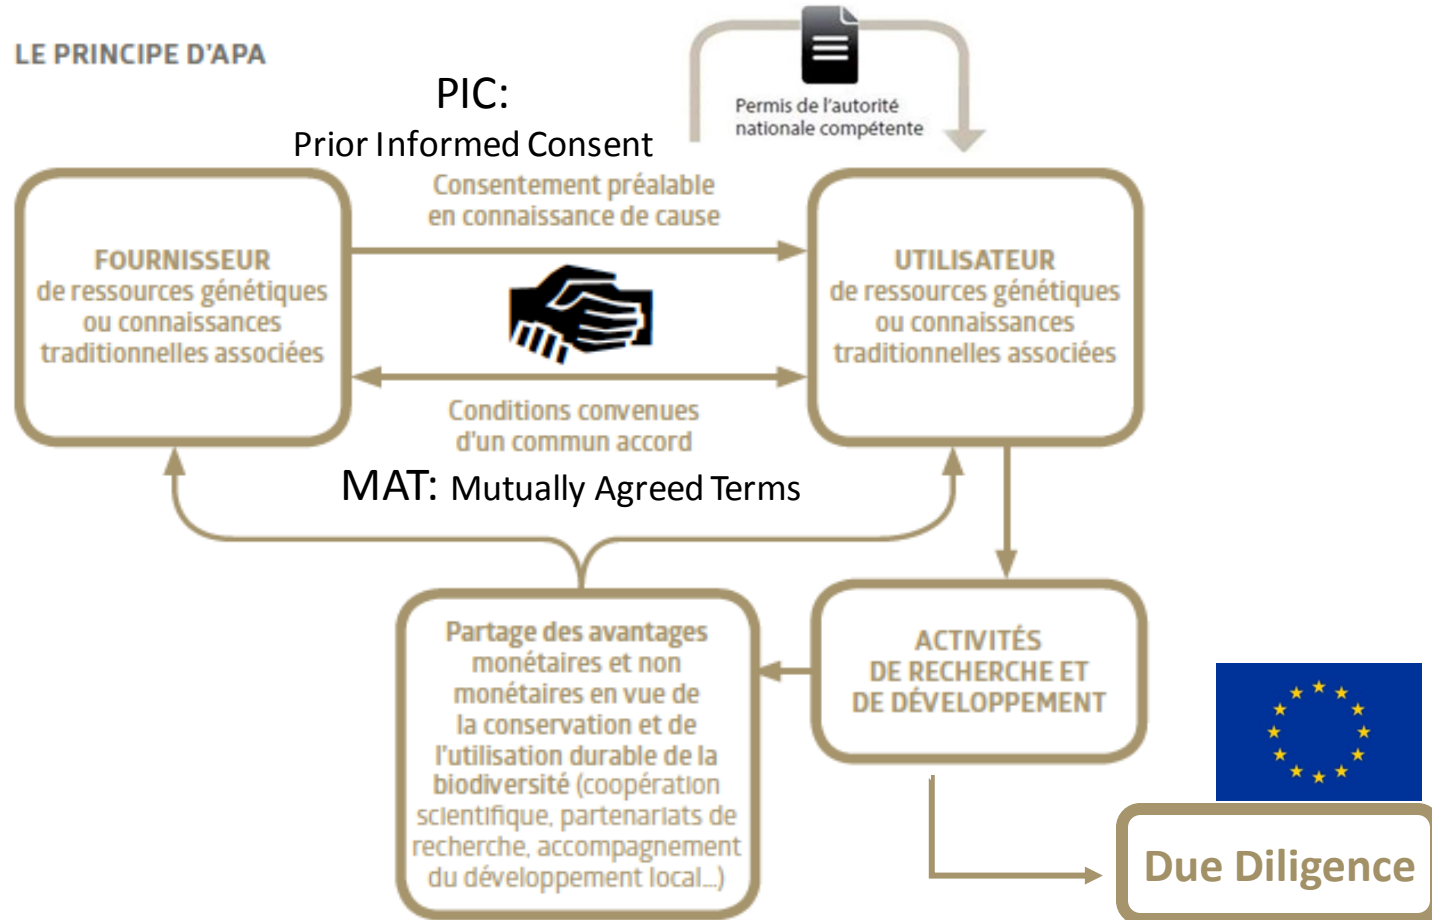 LE PRINCIPE D'APA
PIC:
Prior Informed Consent
Permis de l'autorité
nationale compétente
Consentement préalable
en connaissance de cause
FOURNISSEUR
de ressources génétiques
ou connaissances
traditionnelles associées
UTILISATEUR
de ressources génétiques
ou connaissances
traditionnelles associées
Conditions convenues
d'un commun accord
MAT: Mutually Agreed Terms
Partage des avantages
monétaires et non
monétaires en vue de
la conservation et de
l'utilisation durable de la
biodiversité (coopération
scientifique, partenariats de
recherche, accompagnement
du développement local...)
ACTIVITÉS
DE RECHERCHE ET
DE DÉVELOPPEMENT
Due Diligence